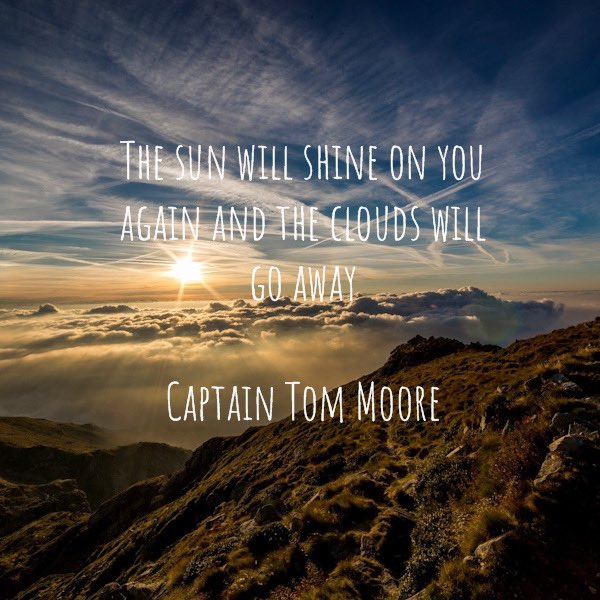 The sun will shine on you
again and the clouds will
go away
Captain Tom Moore